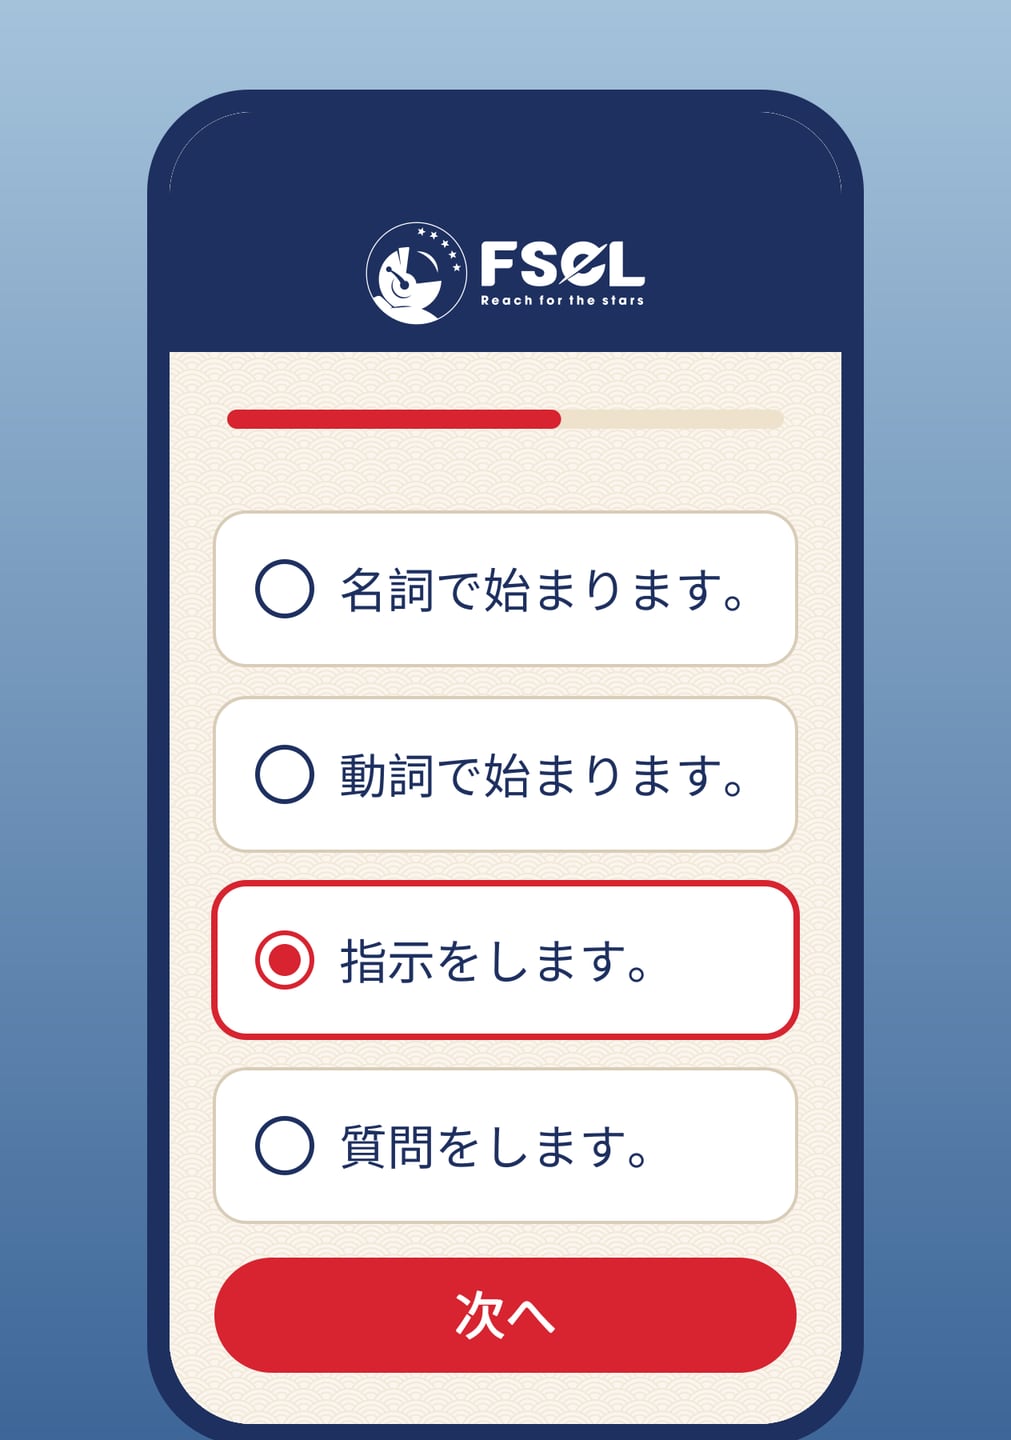 FSEL
Reach for the stars
名詞で始まります。
動詞で始まります。
指示をします。
質問をします。
次へ